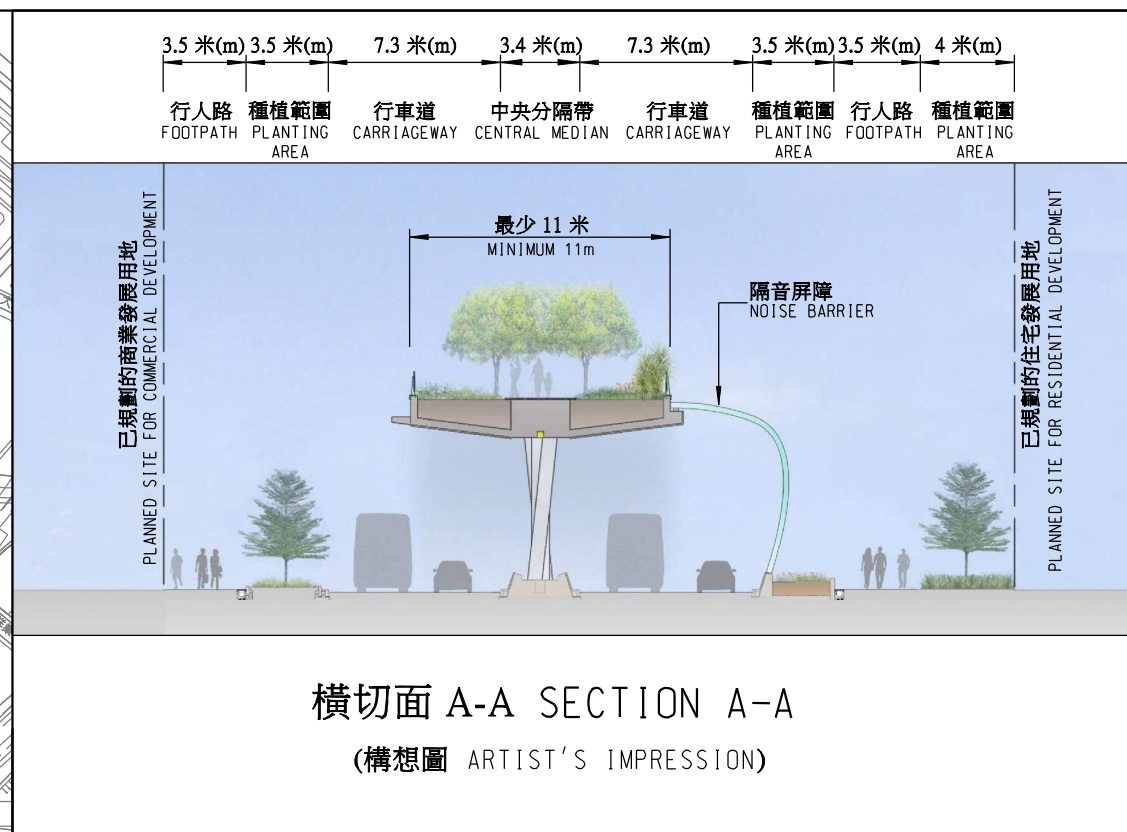 3.5 米(m) 3.5 米(m) 7.3 米(m) 3.4 米(m) 7.3 米(m) 3.5 米(m) 3.5 米(m) 4 米(m)
行人路 種植範圍 行車道 中央分隔帶 行車道 種植範圍 行人路 種植範圍
FOOTPATH PLANTING CARRIAGEWAY CENTRAL MEDIAN CARRIAGEWAY PLANTING FOOTPATH PLANTING
AREA AREA AREA
已規劃的商業發展用地
PLANNED SITE FOR COMMERCIAL DEVELOPMENT
最少 11 米
MINIMUM 11m
隔音屏障
NOISE BARRIER
已規劃的住宅發展用地
PLANNED SITE FOR RESIDENTIAL DEVELOPMENT
橫切面 A-A SECTION A-A
(構想圖 ARTIST'S IMPRESSION)